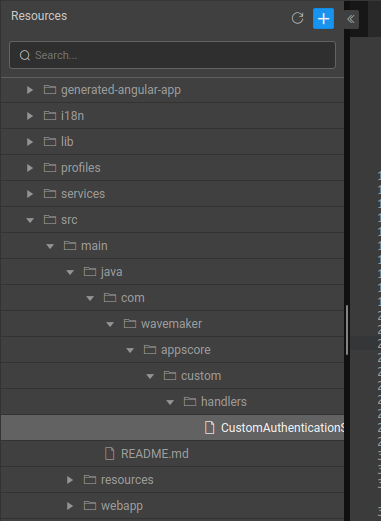 Resources
Search...
generated-angular-app
i18n
lib
profiles
services
src
main
java
com
wavemaker
appscore
custom
handlers
CustomAuthentication
README.md
resources
webapp